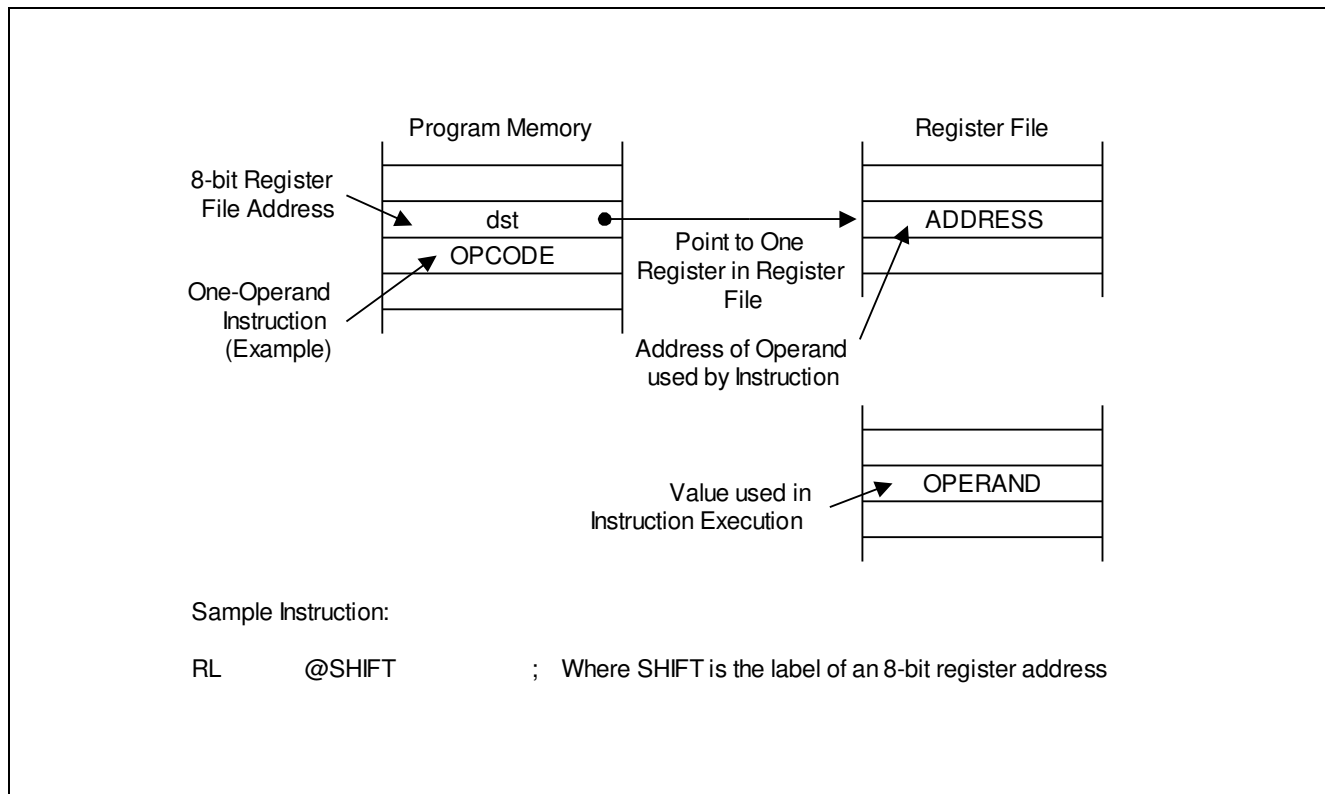 Program Memory
Register File
8-bit Register
File Address
dst
ADDRESS
OPCODE
Point to One
Register in Register
File
One-Operand
Instruction
(Example)
Address of Operand
used by Instruction
OPERAND
Value used in
Instruction Execution
Sample Instruction:
RL @SHIFT ; Where SHIFT is the label of an 8-bit register address